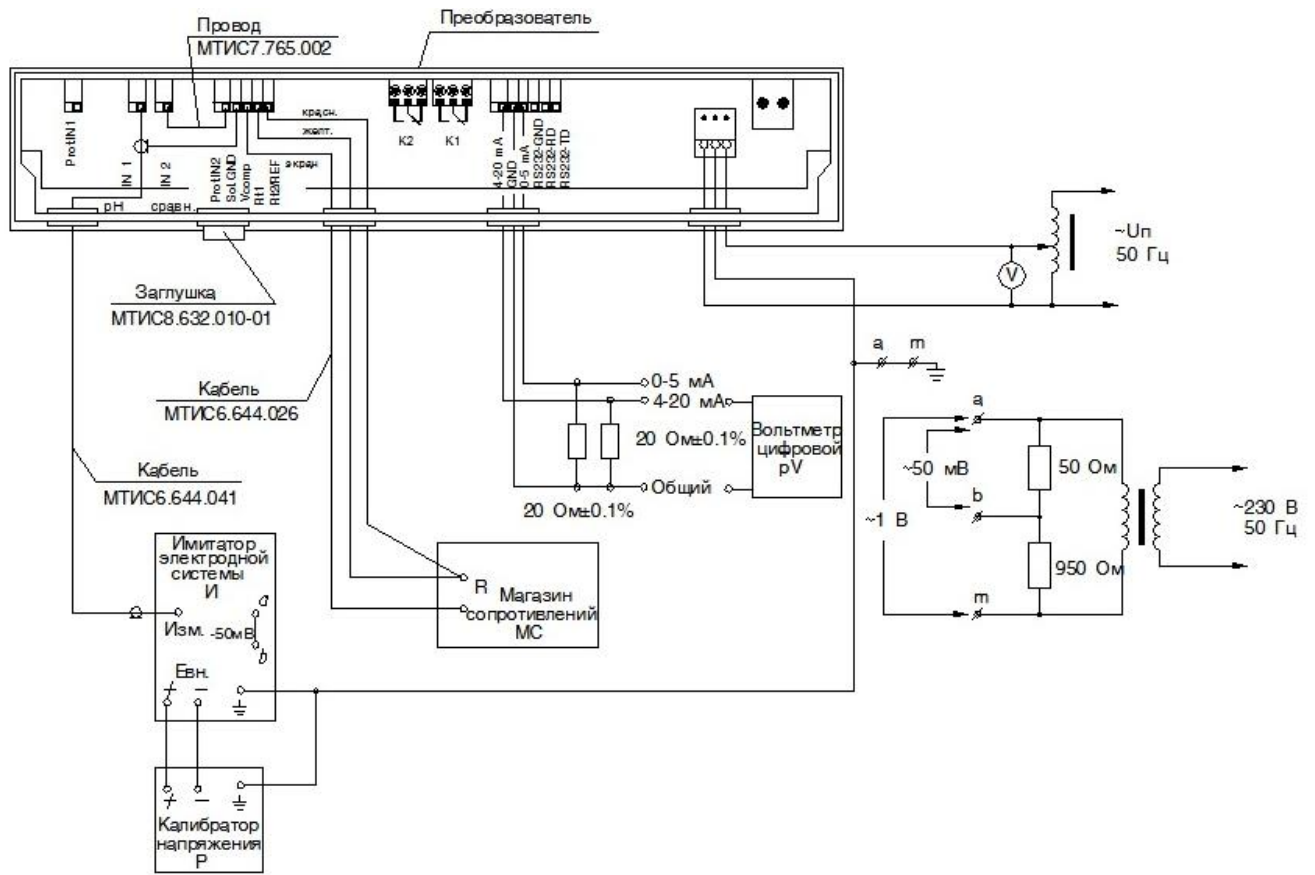 Преобразователь
Провод
МТИС7.765.002
красн.
желт.
экран
K2
K1
ProtIN1
IN 1
IN 2
ProtIN2
Sol.GND
Vcomp
Rt1
Rt2/REF
4-20 mA
GND
0-5 mA
RS232-GND
RS232-RD
RS232-TD
pH
сравн.
~Uп
50 Гц
V
Заглушка
МТИС8.632.010-01
a
m
Кабель
МТИС6.644.026
0-5 мА
4-20 мА
20 Ом±0.1%
Вольтметр
цифровой
pV
Общий
20 Ом±0.1%
Кабель
МТИС6.644.041
a
50 Ом
~50 мВ
b
~1 В
950 Ом
m
~230 В
50 Гц
Имитатор
электродной
системы
И
Изм.
-50мВ
a
b
Евн.
+
–
R
Магазин
сопротивлений
МС
+
–
Калибратор
напряжения
Р